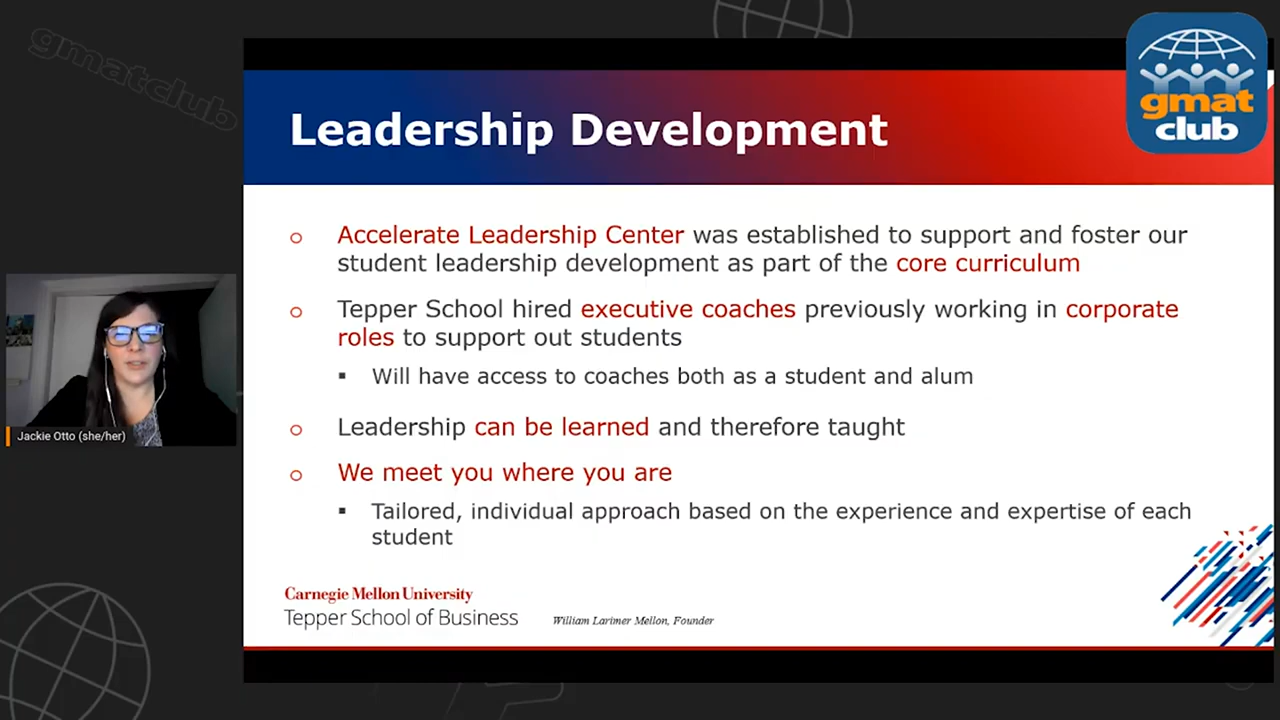 gmatclub
gmat
club
Leadership Development
Accelerate Leadership Center was established to support and foster our
student leadership development as part of the core curriculum
Tepper School hired executive coaches previously working in corporate
roles to support out students
Will have access to coaches both as a student and alum
Leadership can be learned and therefore taught
We meet you where you are
Tailored, individual approach based on the experience and expertise of each
student
Jackie Otto (she/her)
Carnegie Mellon University
Tepper School of Business
William Larimer Mellon, Founder